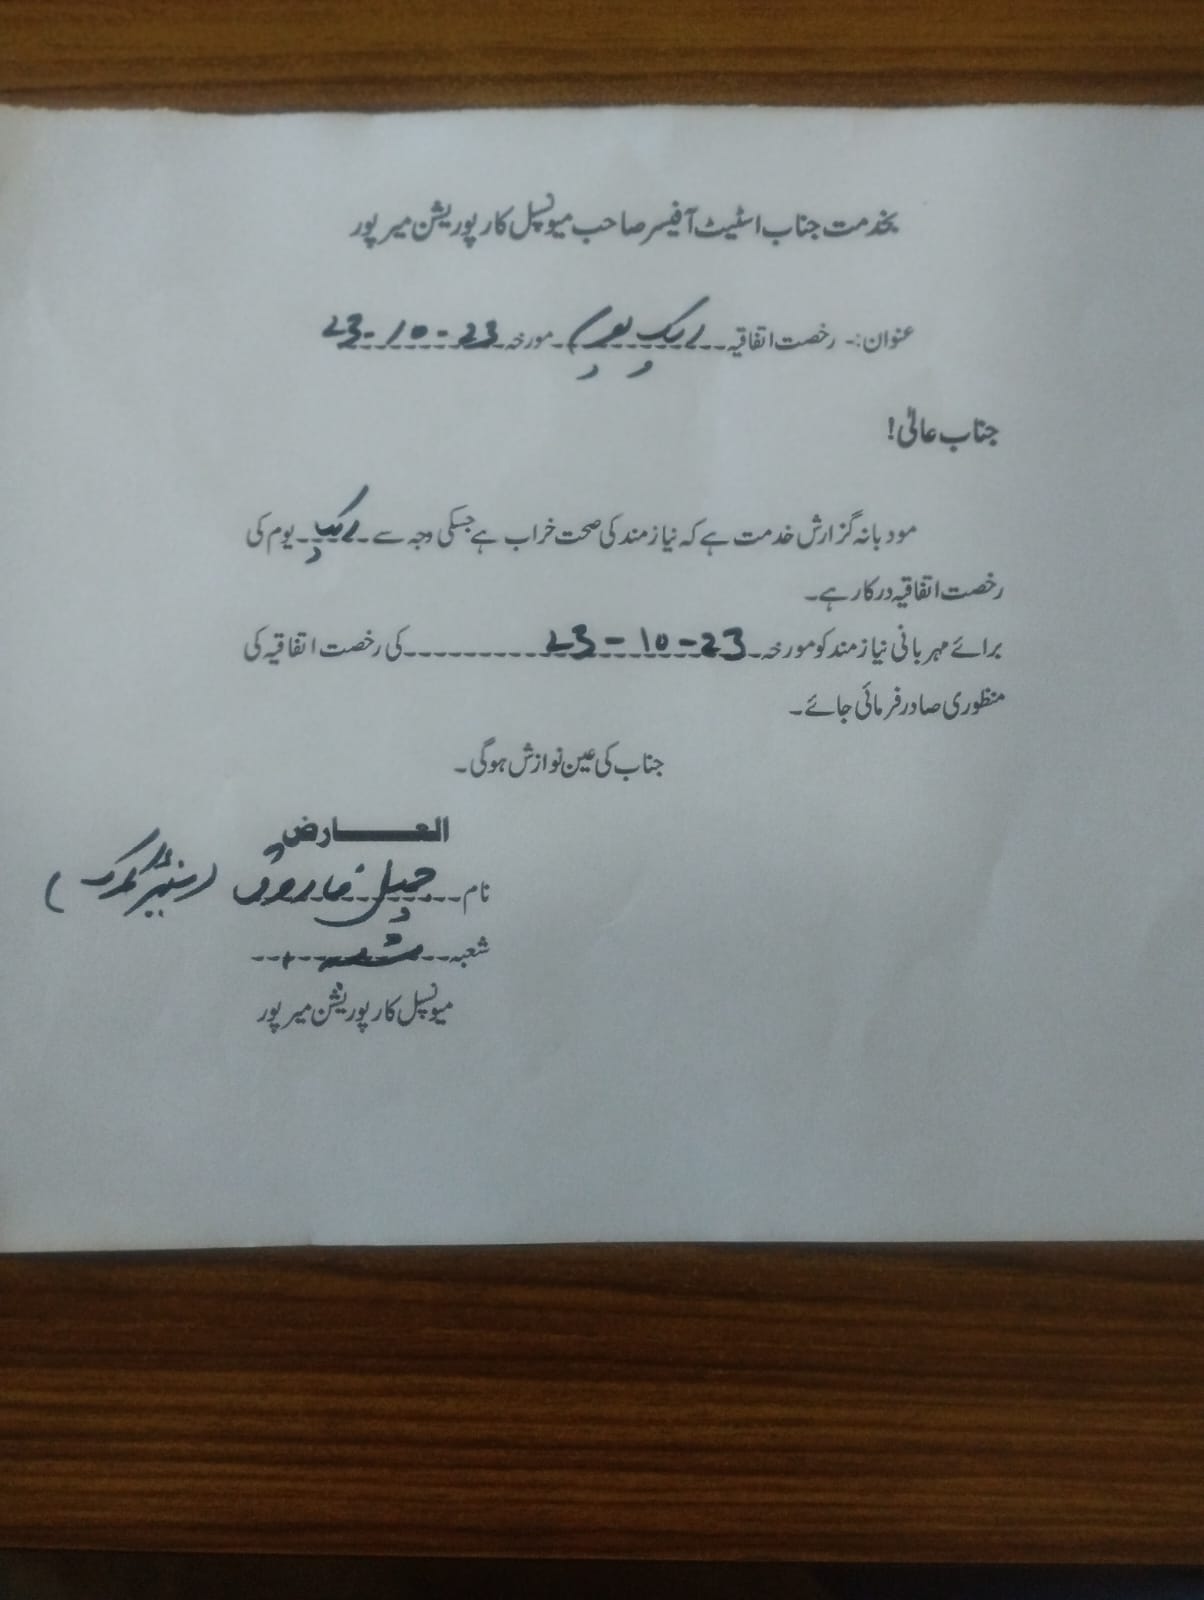 بخدمت جناب اسٹیٹ آفیسر صاحب میونسپل کارپوریشن میرپور
عنوان:۔ رخصت اتفاقیہ ایک یوم مورخہ 23-10-23
جناب عالیٰ!
مودبانہ گزارش خدمت ہے کہ نیازمند کی صحت خراب ہے جسکی وجہ سے ایک یوم کی
رخصت اتفاقیہ درکار ہے۔
برائے مہربانی نیازمند کو مورخہ 23-10-23 کی رخصت اتفاقیہ کی
منظوری صادر فرمائی جائے۔
جناب کی عین نوازش ہوگی۔
العارض
نام جمیل فاروق (سینئر کلرک)
شعبہ
میونسپل کارپوریشن میرپور